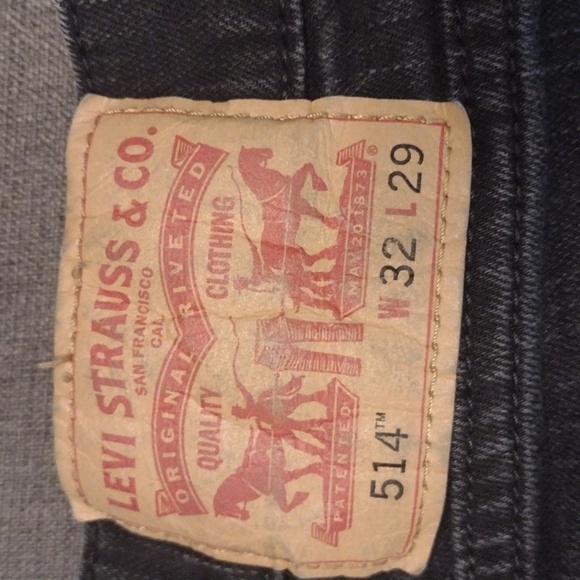 LEVI STRAUSS & CO.
SAN FRANCISCO
CAL.
ORIGINAL RIVETED
QUALITY CLOTHING
PATENTED MAY 20 1873 ®
514™ W 32 L 29